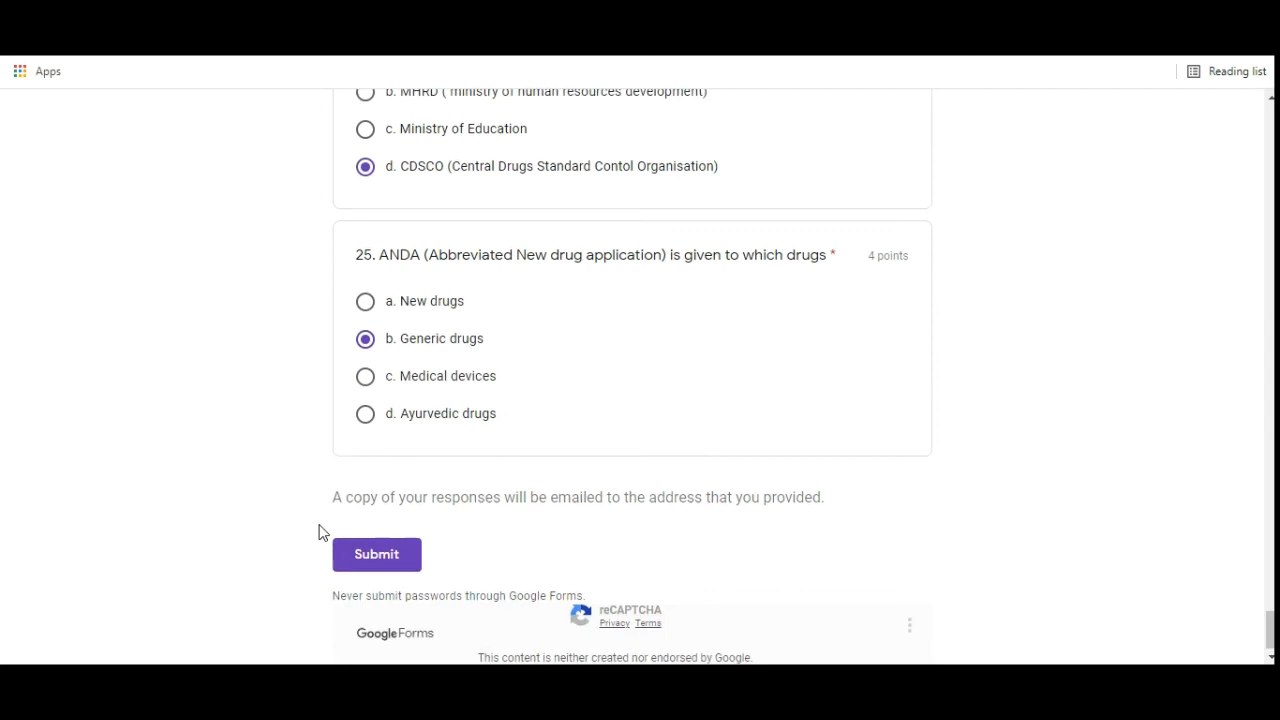 Apps
Reading list
b. MHRD ( ministry of human resources development)
c. Ministry of Education
d. CDSCO (Central Drugs Standard Contol Organisation)
25. ANDA (Abbreviated New drug application) is given to which drugs *
4 points
a. New drugs
b. Generic drugs
c. Medical devices
d. Ayurvedic drugs
A copy of your responses will be emailed to the address that you provided.
Submit
Never submit passwords through Google Forms.
reCAPTCHA
Privacy Terms
Google Forms
This content is neither created nor endorsed by Google.